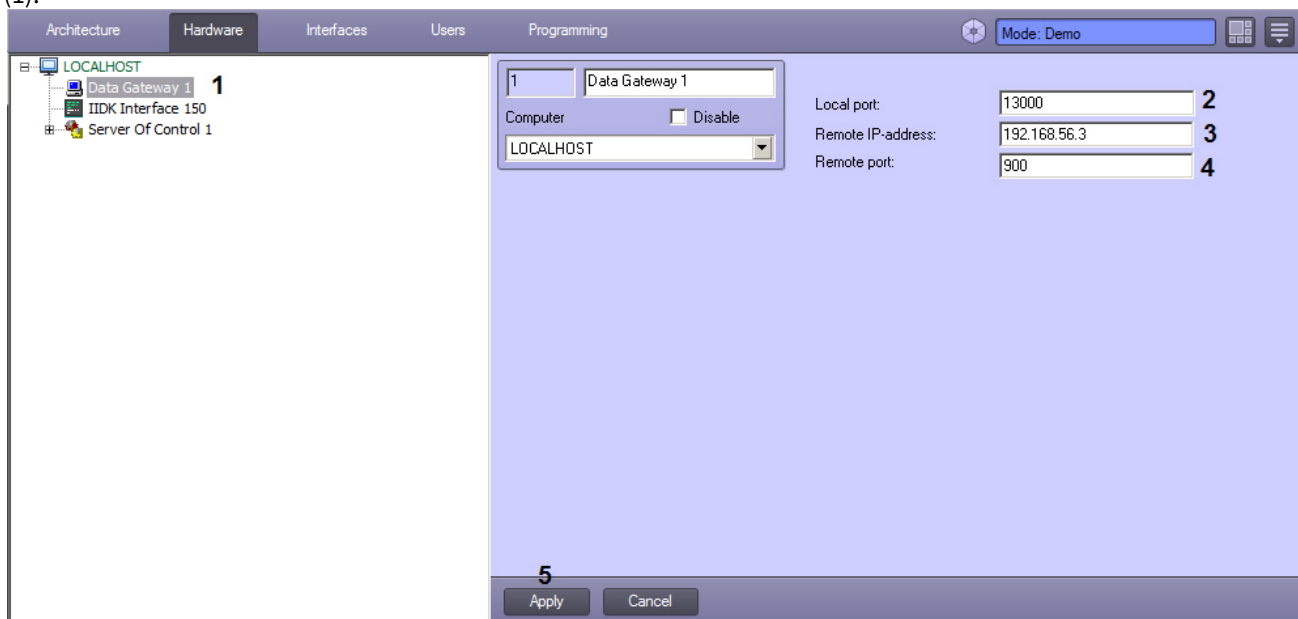 (1).
Architecture Hardware Interfaces Users Programming Mode: Demo
LOCALHOST
Data Gateway 1 1
IIDK Interface 150
Server Of Control 1
1 Data Gateway 1
Computer Disable
LOCALHOST
Local port: 13000 2
Remote IP-address: 192.168.56.3 3
Remote port: 900 4
5
Apply Cancel